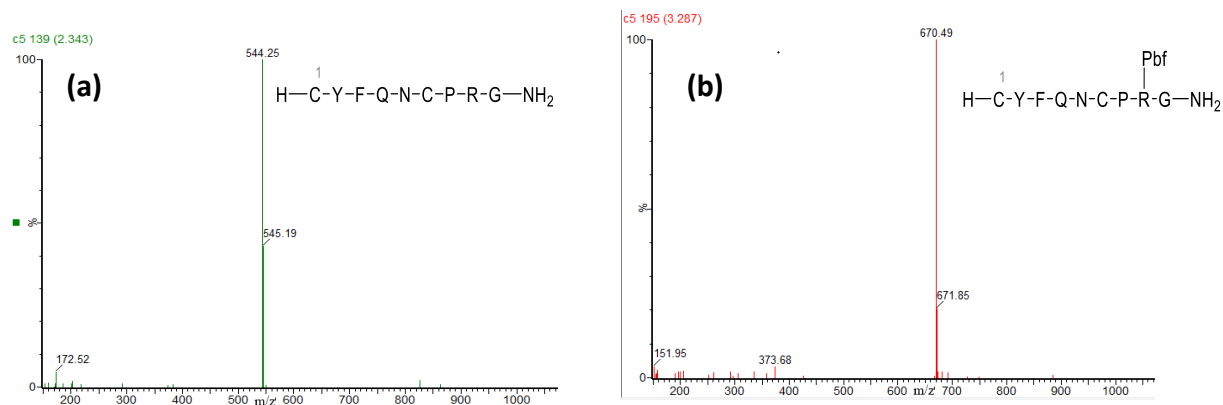 c5 139 (2.343)
100
544.25
(a)
1
H—C-Y-F-Q-N-C-P-R-G—NH2
%
545.19
172.52
0
200 300 400 500 600 700 800 900 1000
m/z
c5 195 (3.287)
100
670.49
(b)
Pbf
1
H—C-Y-F-Q-N-C-P-R-G—NH2
%
671.85
151.95
373.68
0
200 300 400 500 600 700 800 900 1000
m/z